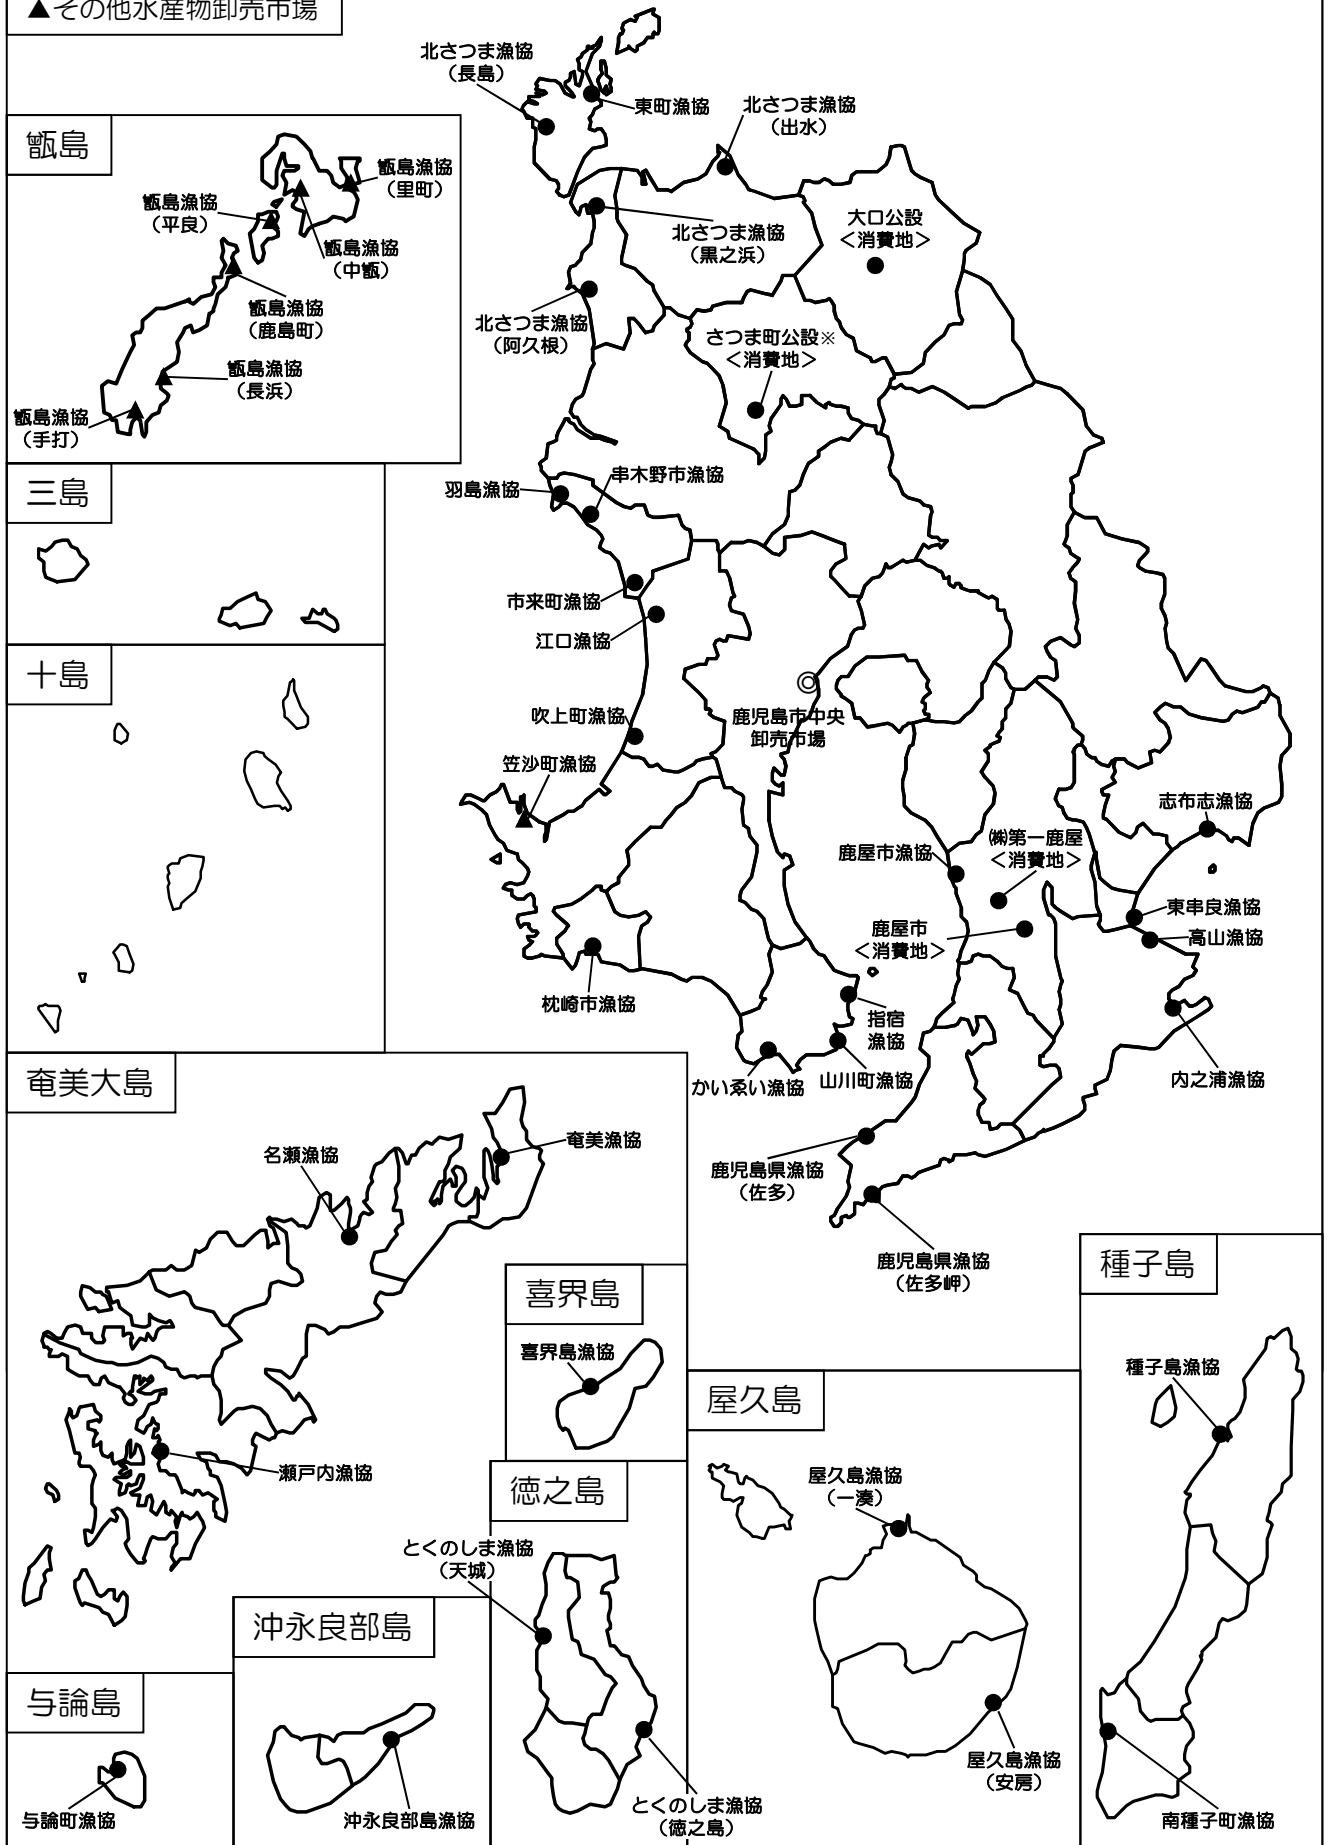 ▲その他水産物卸売市場
北さつま漁協
（長島）
東町漁協
北さつま漁協
（出水）
甑島
甑島漁協
（里町）
甑島漁協
（平良）
甑島漁協
（中甑）
甑島漁協
（鹿島町）
甑島漁協
（長浜）
甑島漁協
（手打）
大口公設
＜消費地＞
北さつま漁協
（黒之浜）
北さつま漁協
（阿久根）
さつま町公設※
＜消費地＞
三島
羽島漁協
串木野市漁協
市来町漁協
江口漁協
十島
吹上町漁協
鹿児島市中央
卸売市場
笠沙町漁協
志布志漁協
鹿屋市漁協
㈱第一鹿屋
＜消費地＞
東串良漁協
鹿屋市
＜消費地＞
高山漁協
枕崎市漁協
指宿
漁協
かいゑい漁協
山川町漁協
内之浦漁協
奄美大島
名瀬漁協
奄美漁協
鹿児島県漁協
（佐多）
鹿児島県漁協
（佐多岬）
種子島
喜界島
喜界島漁協
種子島漁協
屋久島
瀬戸内漁協
徳之島
屋久島漁協
（一湊）
とくのしま漁協
（天城）
沖永良部島
与論島
屋久島漁協
（安房）
与論町漁協
沖永良部島漁協
とくのしま漁協
（徳之島）
南種子町漁協